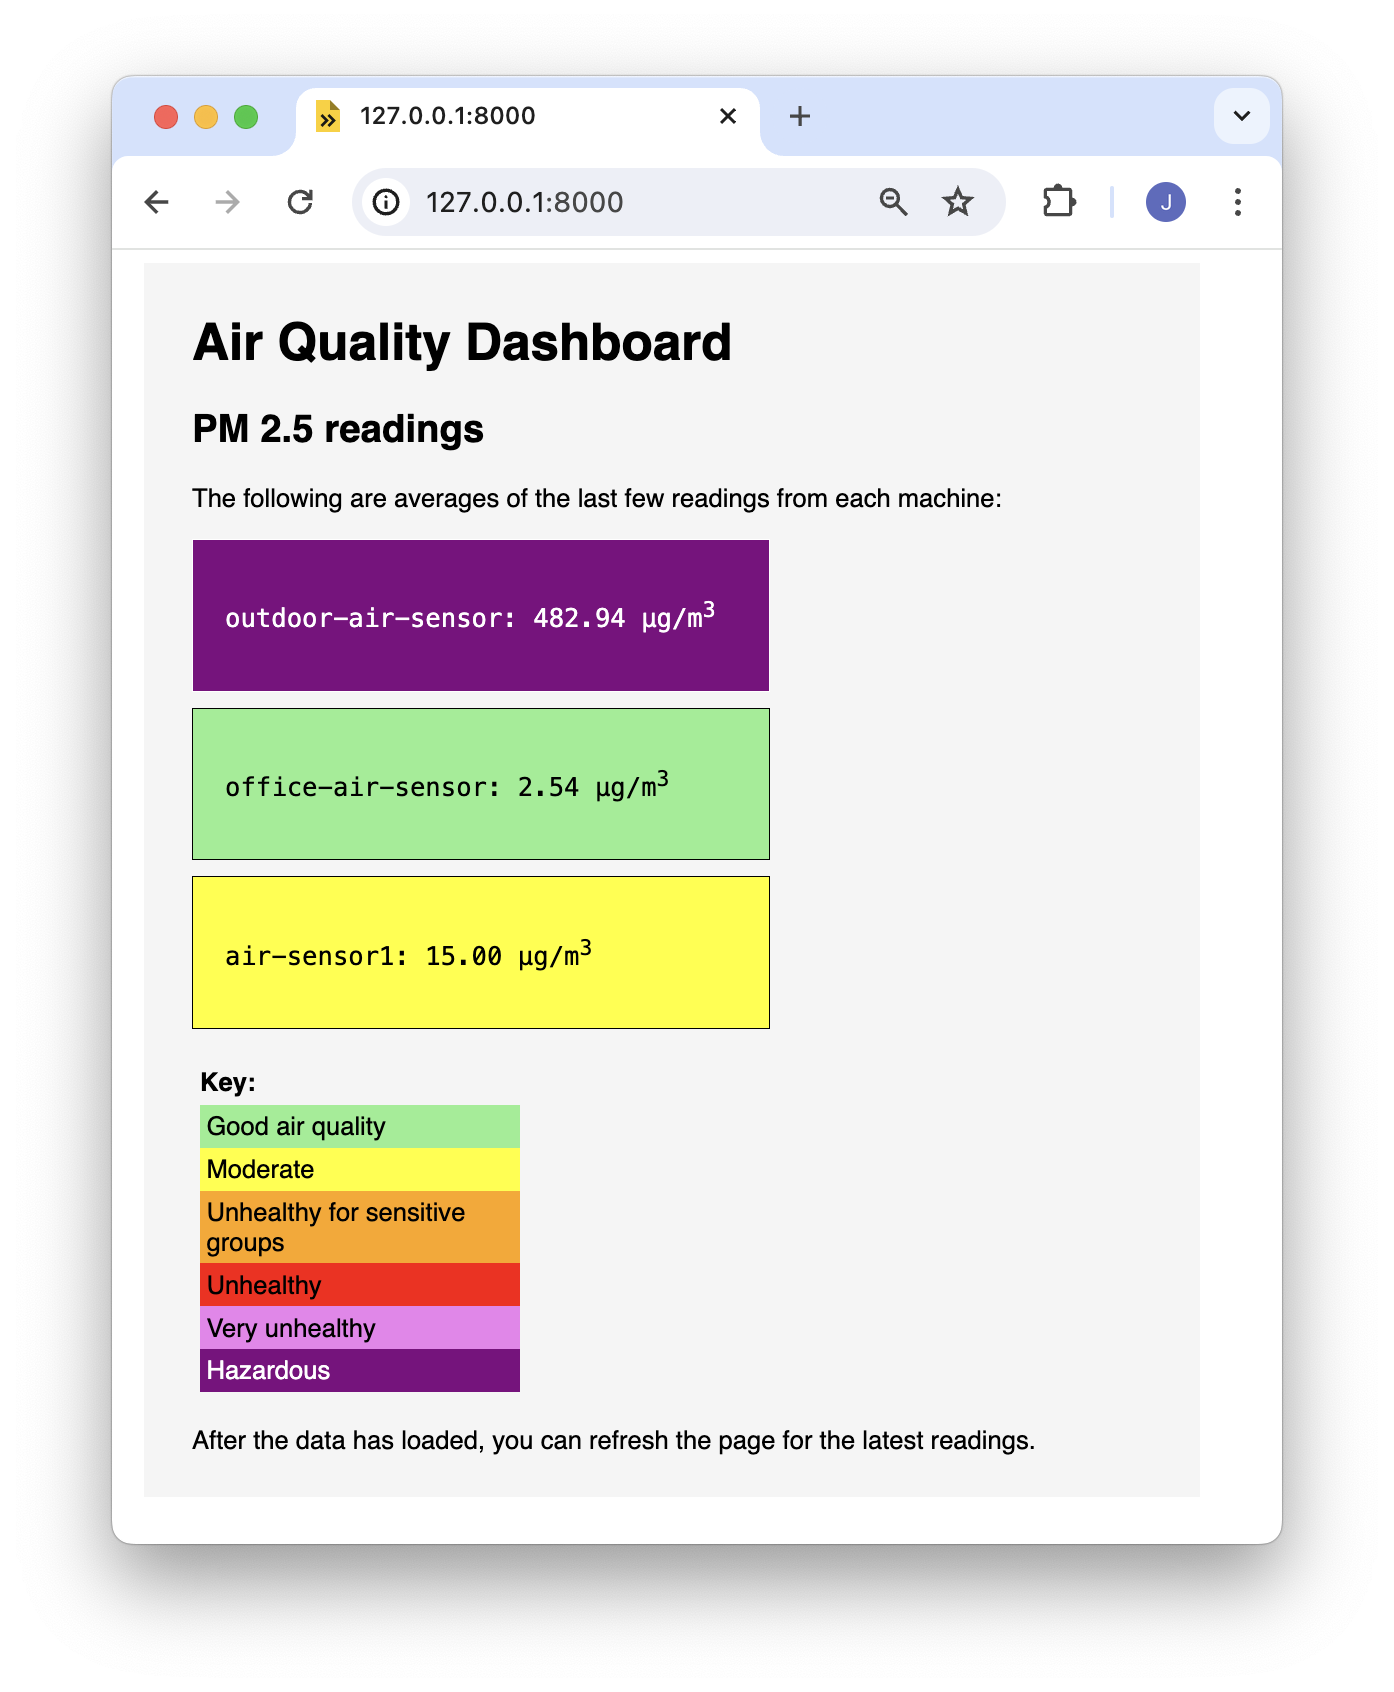 127.0.0.1:8000
127.0.0.1:8000
J
Air Quality Dashboard
PM 2.5 readings
The following are averages of the last few readings from each machine:
outdoor-air-sensor: 482.94 µg/m³
office-air-sensor: 2.54 µg/m³
air-sensor1: 15.00 µg/m³
Key:
Good air quality
Moderate
Unhealthy for sensitive
groups
Unhealthy
Very unhealthy
Hazardous
After the data has loaded, you can refresh the page for the latest readings.